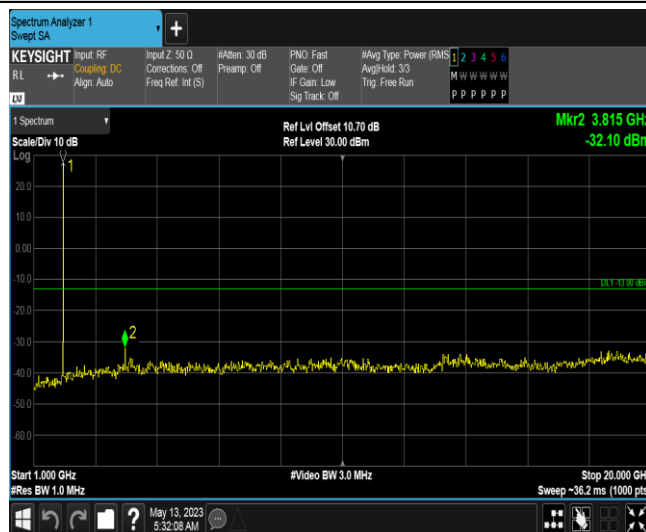 Spectrum Analyzer 1
Swept SA
KEYSIGHT
RL
LXI
Input: RF
Coupling: DC
Align: Auto
Input Z: 50 Ω
Corrections: Off
Freq Ref: Int (S)
#Atten: 30 dB
Preamp: Off
PNO: Fast
Gate: Off
IF Gain: Low
Sig Track: Off
#Avg Type: Power (RMS
Avg|Hold: 3/3
Trig: Free Run
1 2 3 4 5 6
M W W W W W
P P P P P P
1 Spectrum
Scale/Div 10 dB
Ref Lvl Offset 10.70 dB
Ref Level 30.00 dBm
Mkr2 3.815 GHz
-32.10 dBm
Log
1
20.0
10.0
0.00
-10.0
DL1 -13.00 dBm
-20.0
2
-30.0
-40.0
-50.0
-60.0
Start 1.000 GHz
#Video BW 3.0 MHz
Stop 20.000 GHz
#Res BW 1.0 MHz
Sweep ~36.2 ms (1000 pts
?
May 13, 2023
5:32:08 AM